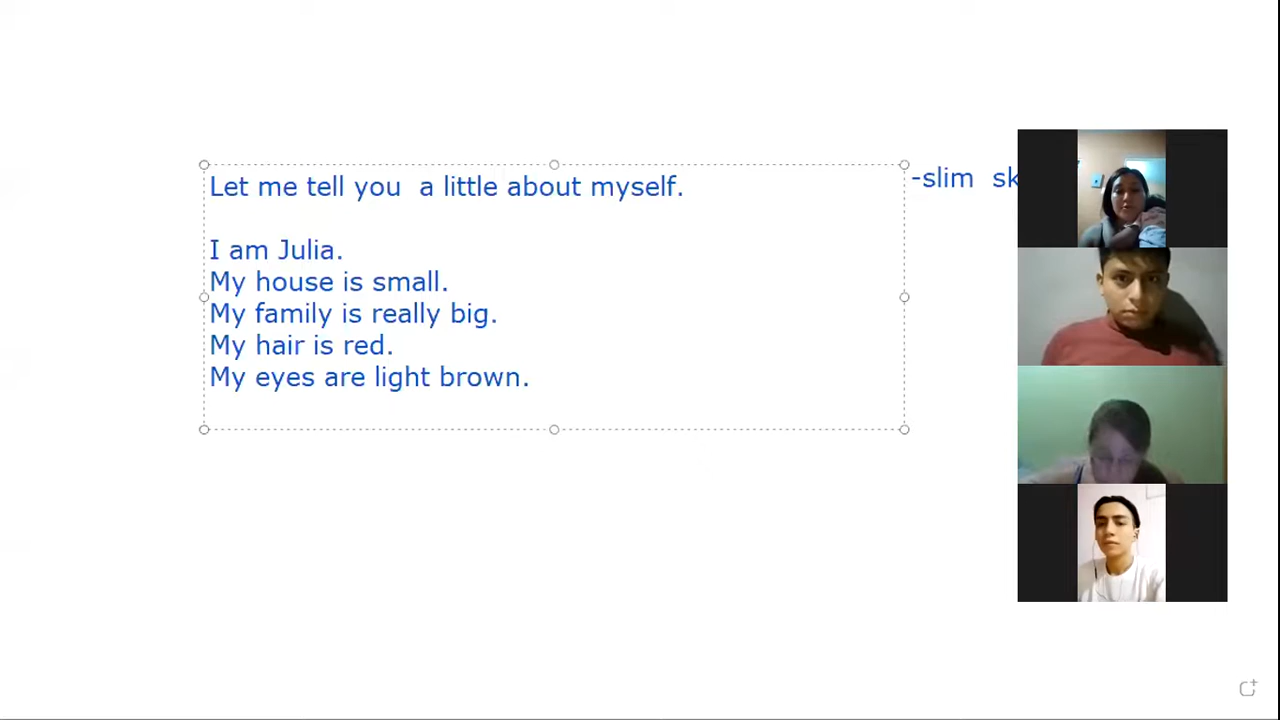 Let me tell you  a little about myself.
-slim
I am Julia.
My house is small.
My family is really big.
My hair is red.
My eyes are light brown.